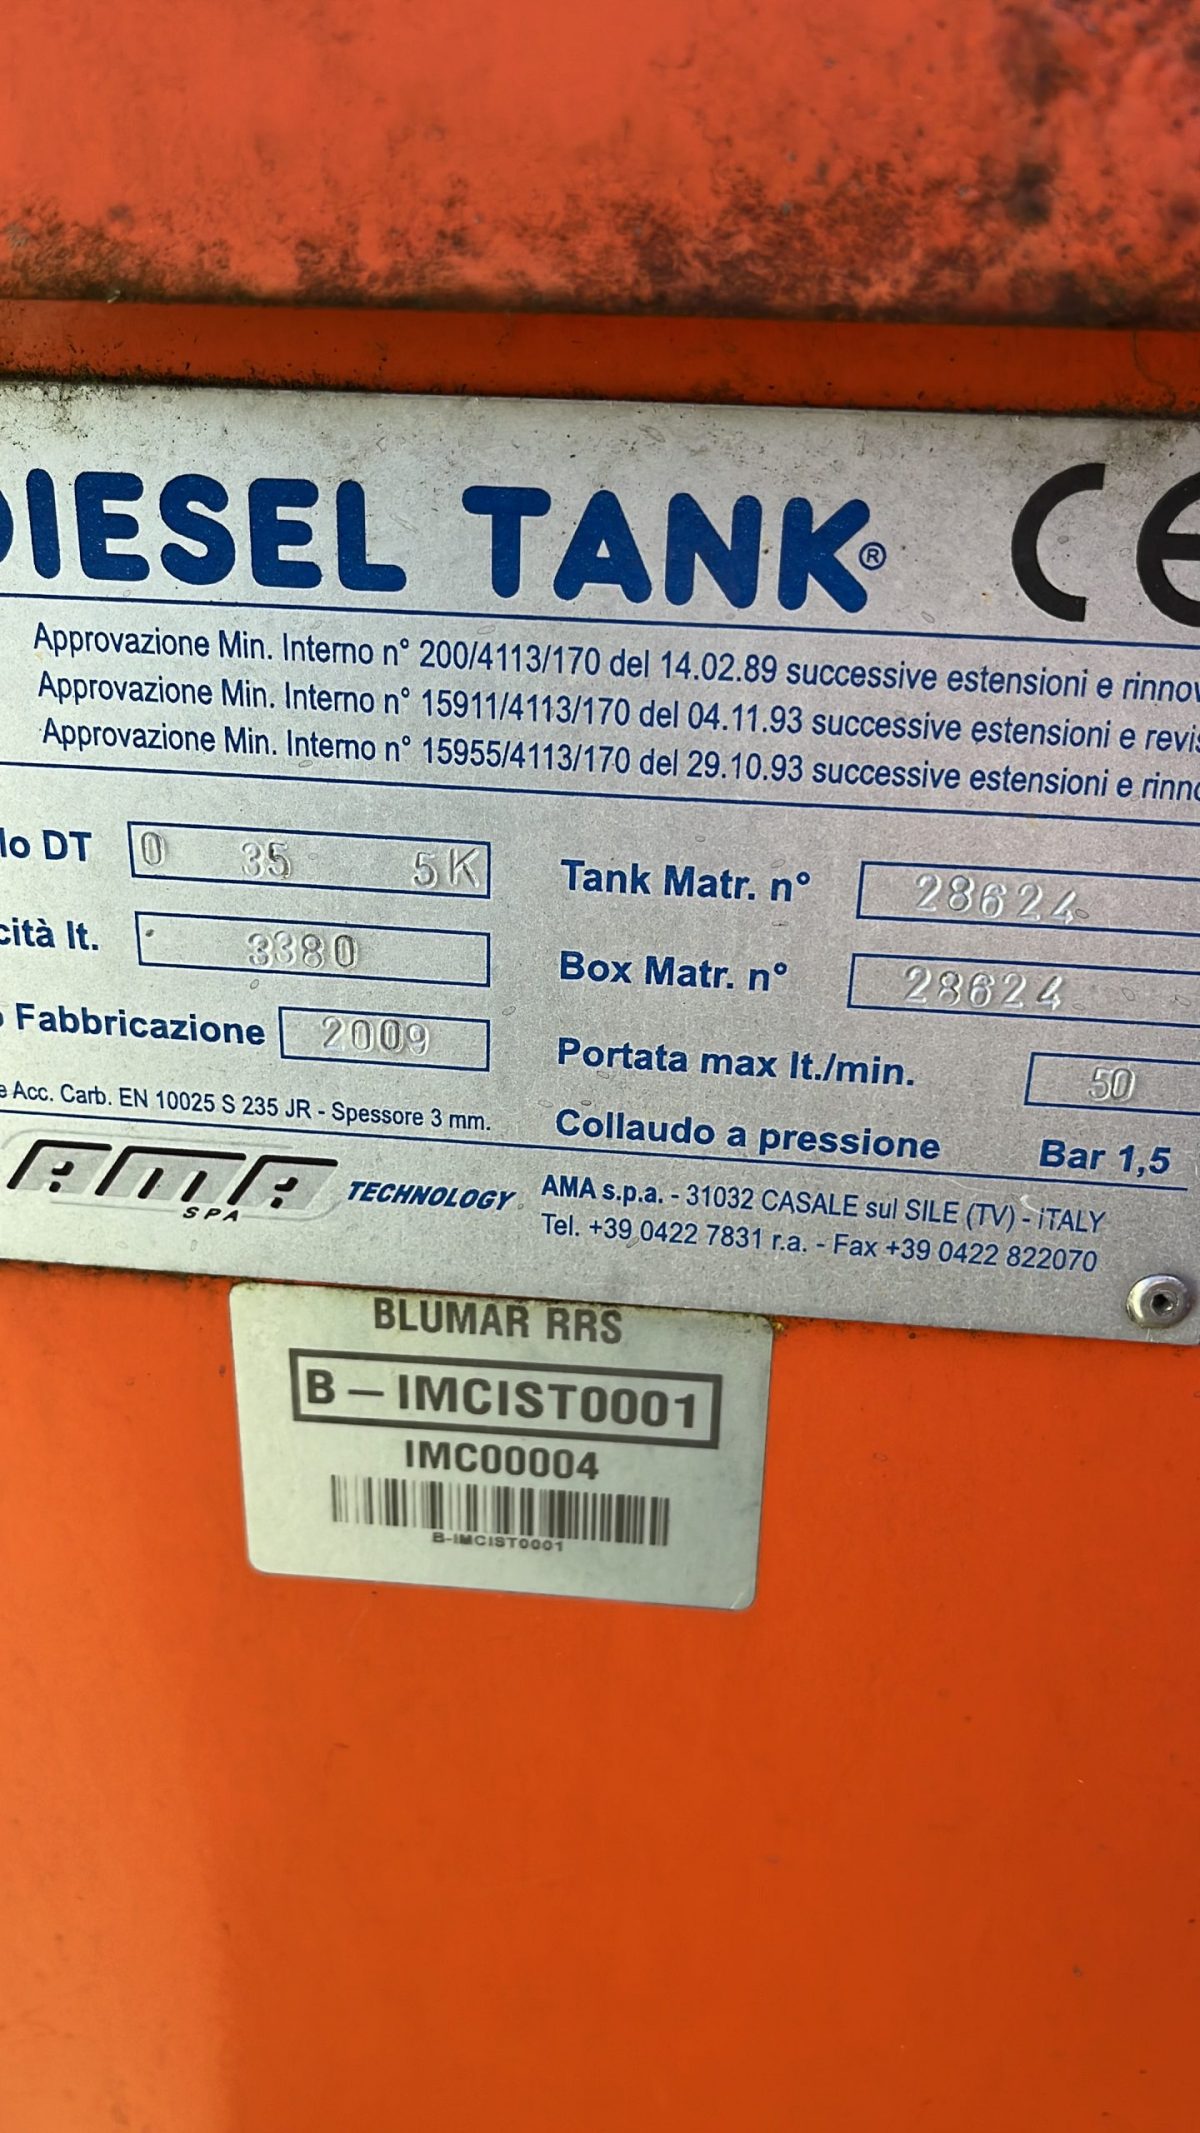 DIESEL TANK® CE
Approvazione Min. Interno n° 200/4113/170 del 14.02.89 successive estensioni e rinnov
Approvazione Min. Interno n° 15911/4113/170 del 04.11.93 successive estensioni e revis
Approvazione Min. Interno n° 15955/4113/170 del 29.10.93 successive estensioni e rinno
lo DT 0 35 5K Tank Matr. n° 28624
cità lt. 3380 Box Matr. n° 28624
Fabbricazione 2009 Portata max lt./min. 50
e Acc. Carb. EN 10025 S 235 JR - Spessore 3 mm. Collaudo a pressione Bar 1,5
AMA SPA TECHNOLOGY AMA s.p.a. - 31032 CASALE sul SILE (TV) - iTALY
Tel. +39 0422 7831 r.a. - Fax +39 0422 822070
BLUMAR RRS
B – IMCIST0001
IMC00004
B-IMCIST0001